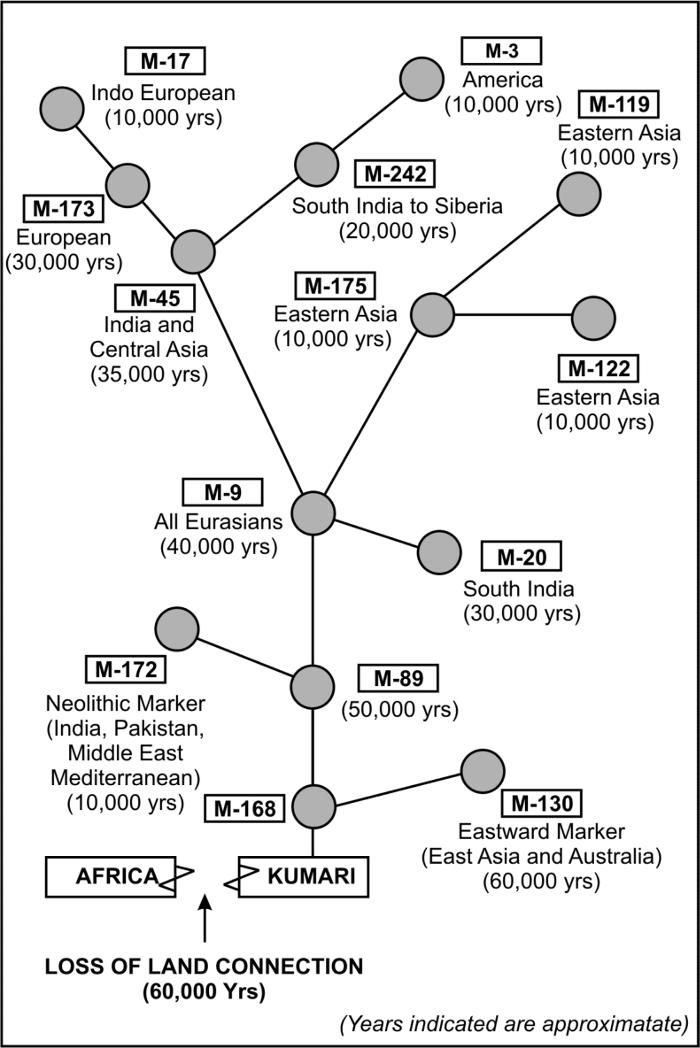 M-17
Indo European
(10,000 yrs)
M-3
America
(10,000 yrs)
M-119
Eastern Asia
(10,000 yrs)
M-173
European
(30,000 yrs)
M-242
South India to Siberia
(20,000 yrs)
M-45
India and
Central Asia
(35,000 yrs)
M-175
Eastern Asia
(10,000 yrs)
M-122
Eastern Asia
(10,000 yrs)
M-9
All Eurasians
(40,000 yrs)
M-20
South India
(30,000 yrs)
M-172
Neolithic Marker
(India, Pakistan,
Middle East
Mediterranean)
(10,000 yrs)
M-89
(50,000 yrs)
M-168
M-130
Eastward Marker
(East Asia and Australia)
(60,000 yrs)
AFRICA
KUMARI
LOSS OF LAND CONNECTION
(60,000 Yrs)
(Years indicated are approximatate)